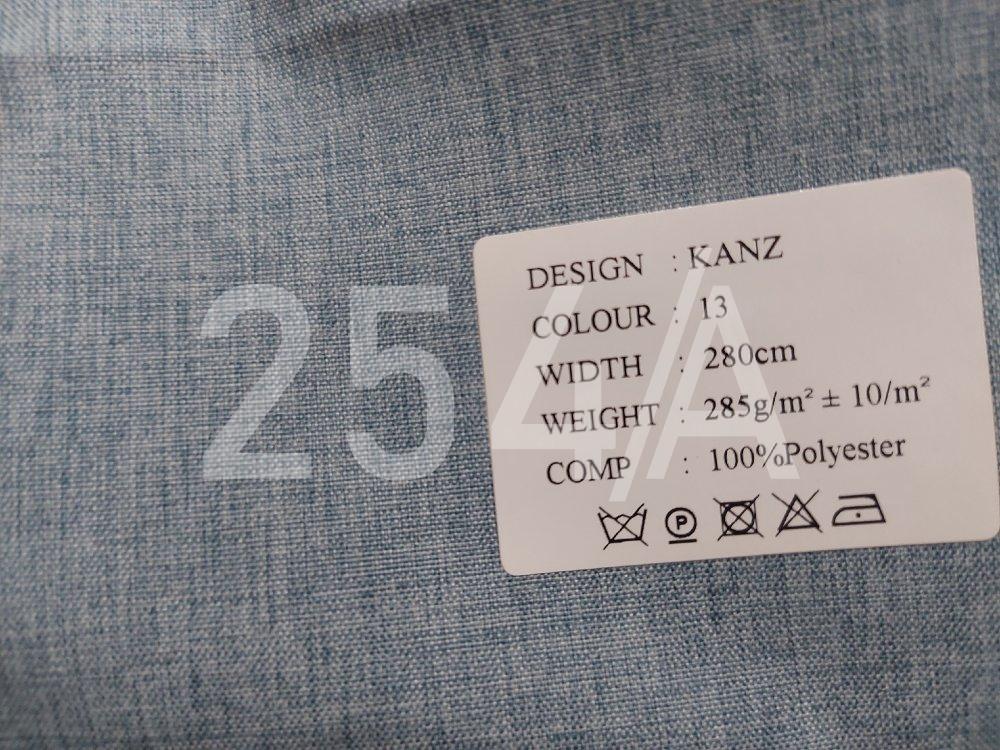 DESIGN : KANZ
COLOUR : 13
WIDTH : 280cm
WEIGHT : 285g/m² ± 10/m²
COMP : 100%Polyester
P
254/A